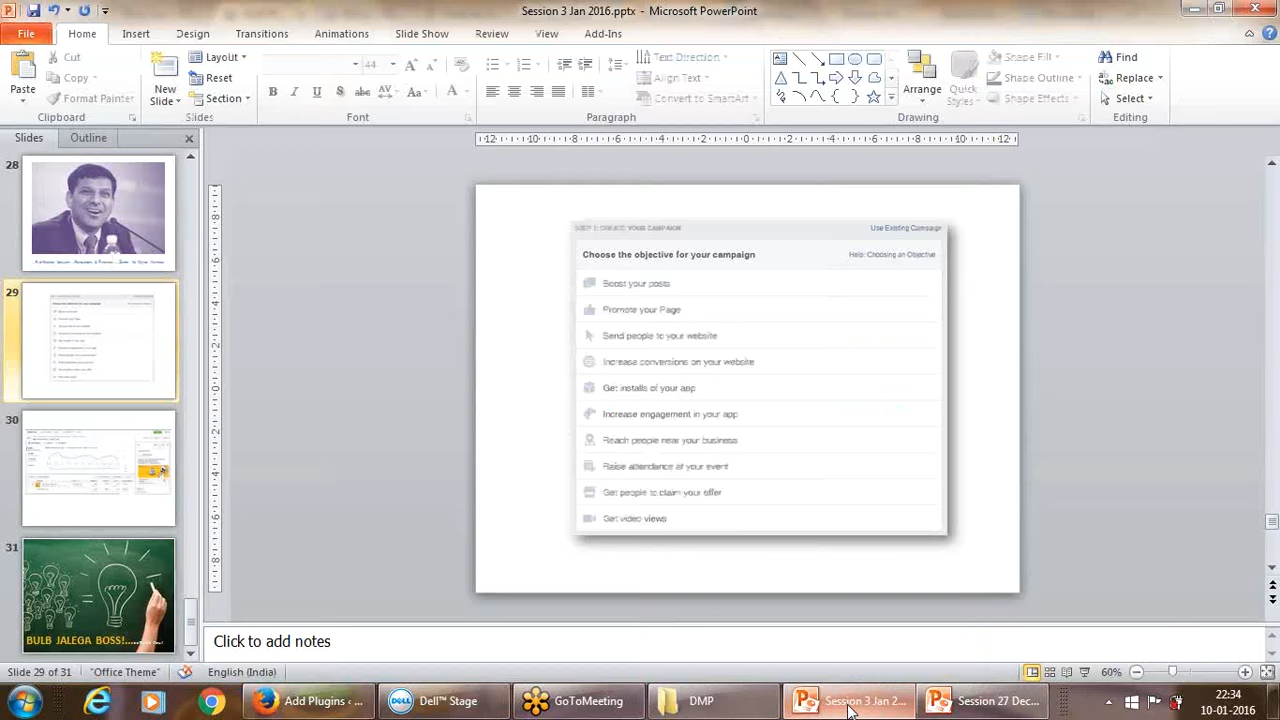 Session 3 Jan 2016.pptx - Microsoft PowerPoint
File Home Insert Design Transitions Animations Slide Show Review View Add-Ins
Paste
Cut
Copy
Format Painter
Clipboard
New Slide
Layout
Reset
Section
Slides
44
Font
Text Direction
Align Text
Convert to SmartArt
Paragraph
Arrange
Quick Styles
Shape Fill
Shape Outline
Shape Effects
Drawing
Find
Replace
Select
Editing
Slides Outline
28
29
30
31
BULB JALEGA BOSS!
STEP 1: CREATE YOUR CAMPAIGN
Use Existing Campaign
Choose the objective for your campaign
Help: Choosing an Objective
Boost your posts
Promote your Page
Send people to your website
Increase conversions on your website
Get installs of your app
Increase engagement in your app
Reach people near your business
Raise attendance at your event
Get people to claim your offer
Get video views
Click to add notes
Slide 29 of 31
"Office Theme"
English (India)
60%
Add Plugins ‹ ...
Dell™ Stage
GoToMeeting
DMP
Session 3 Jan 2...
Session 27 Dec...
22:34
10-01-2016